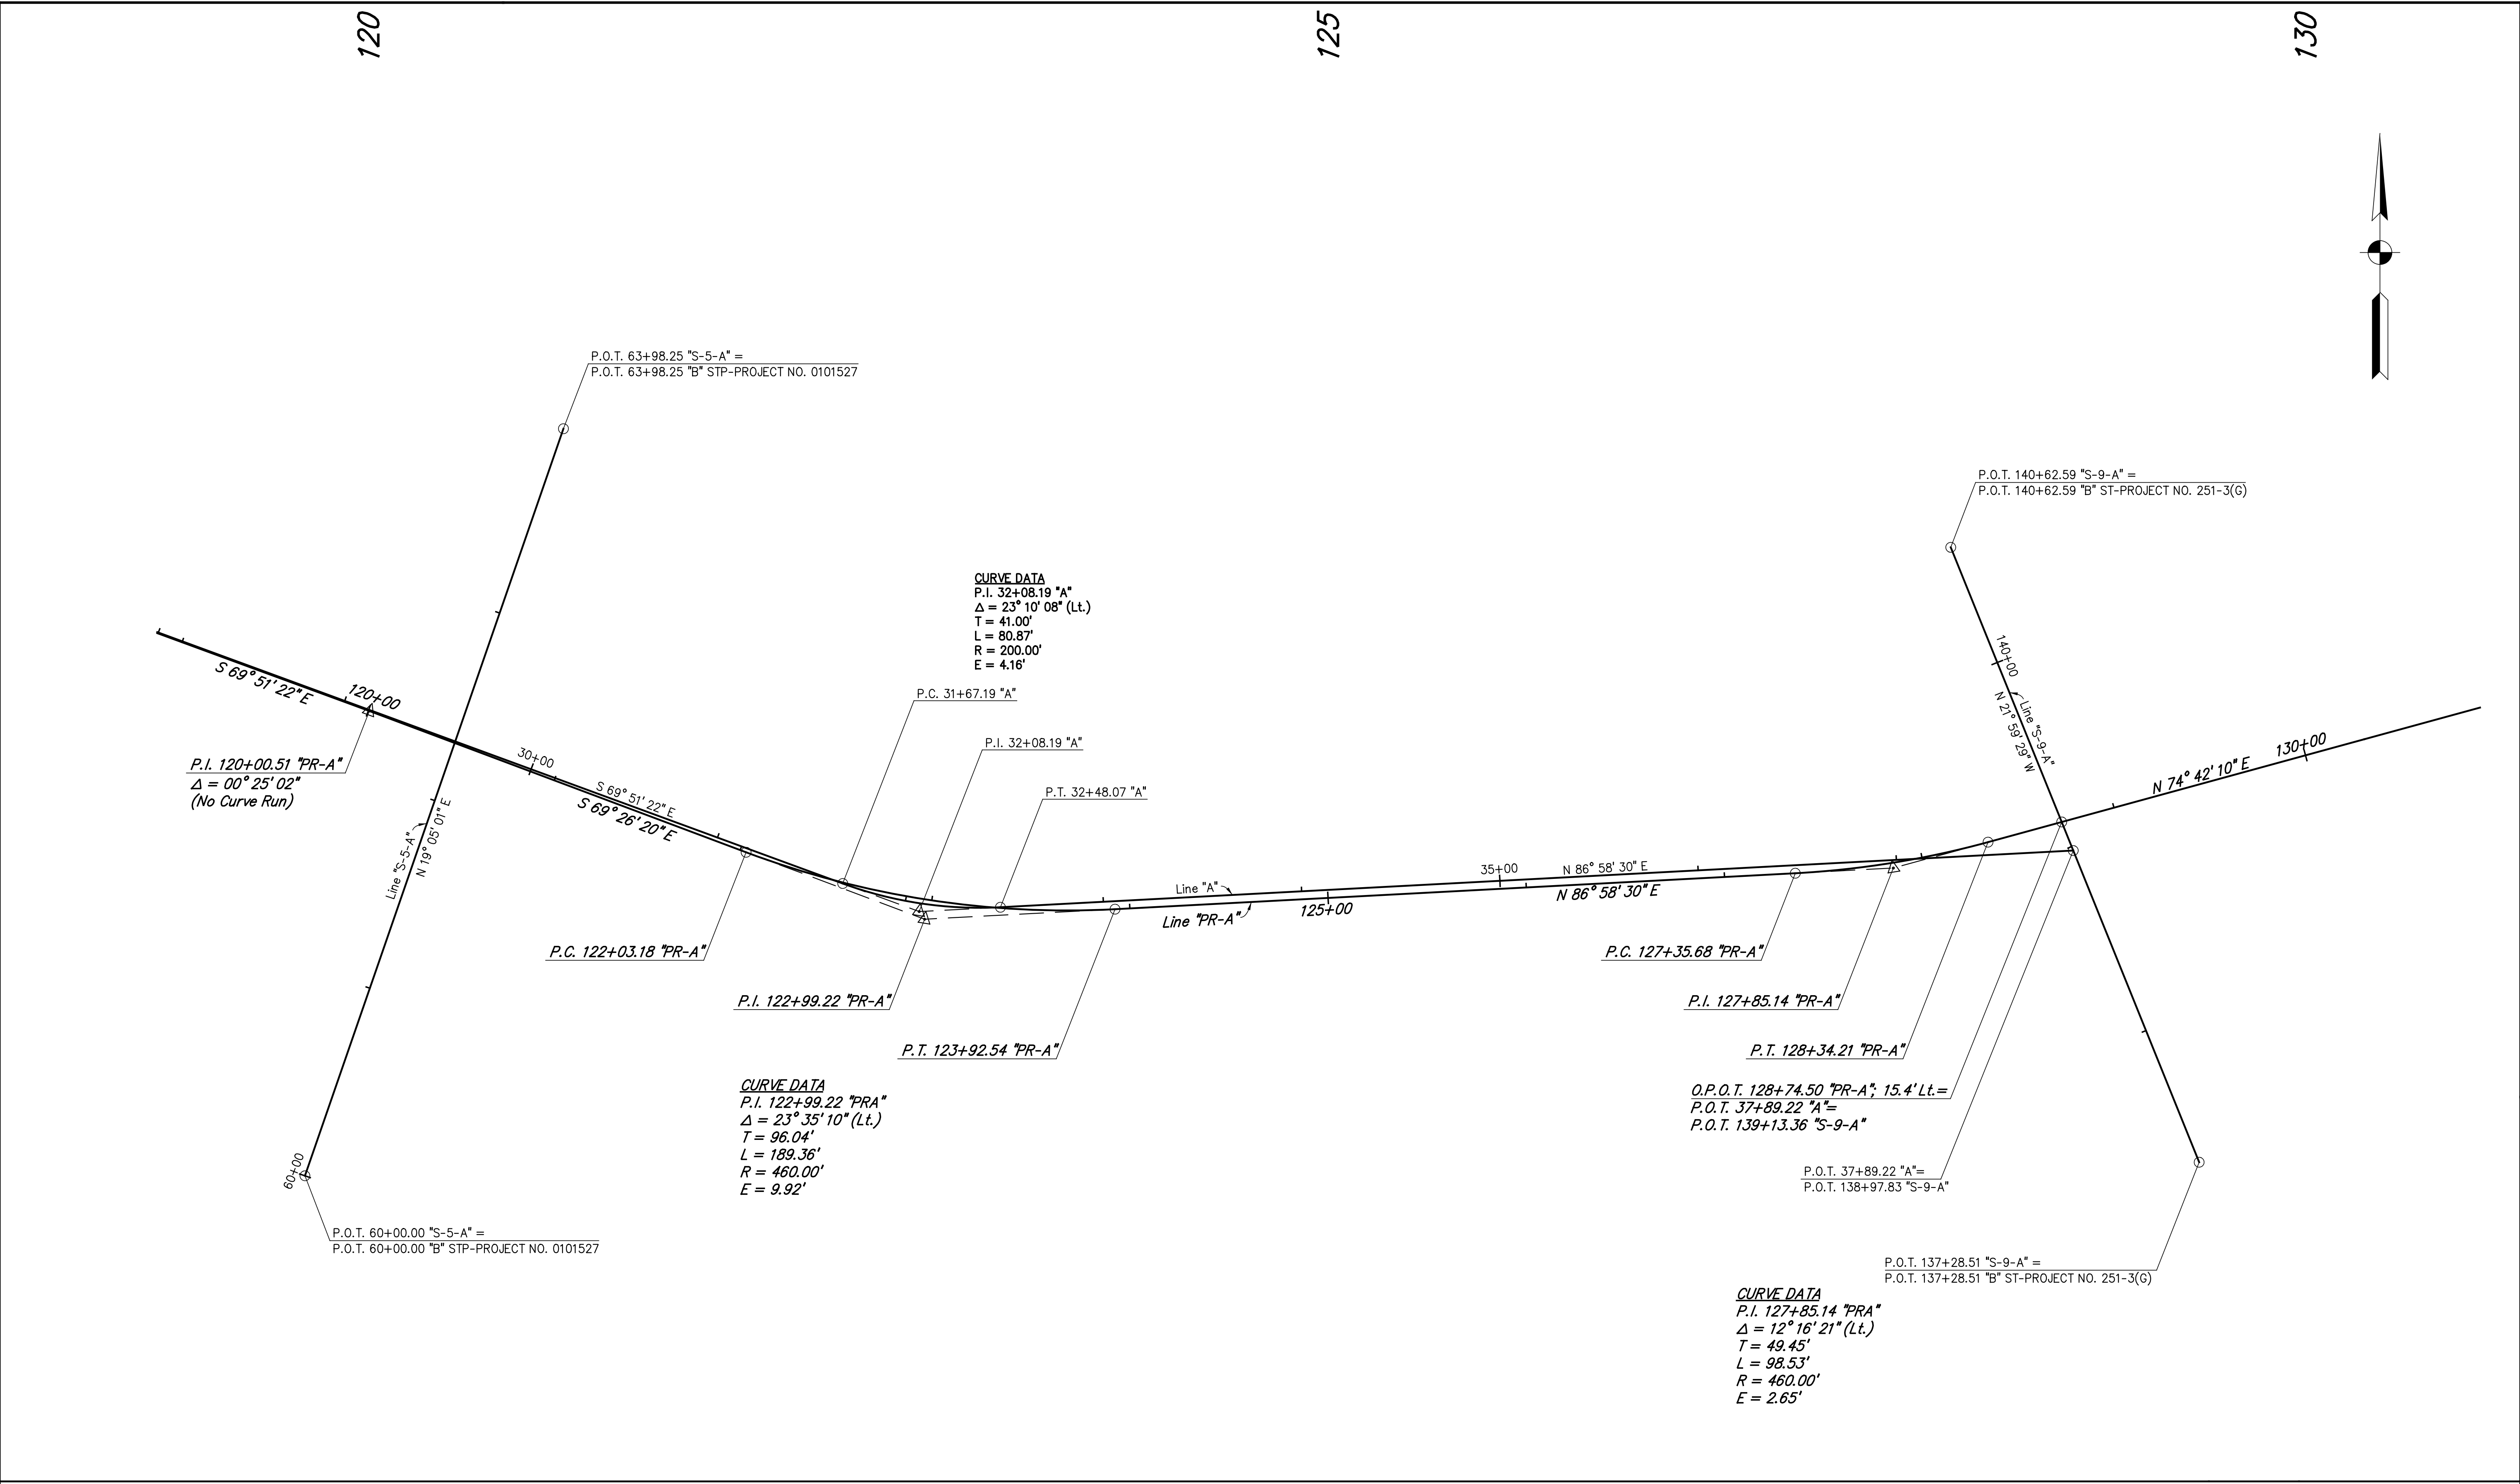 120
125
130
P.O.T. 63+98.25 "S-5-A" =
P.O.T. 63+98.25 "B" STP-PROJECT NO. 0101527
P.O.T. 140+62.59 "S-9-A" =
P.O.T. 140+62.59 "B" ST-PROJECT NO. 251-3(G)
CURVE DATA
P.I. 32+08.19 "A"
Δ = 23° 10' 08" (Lt.)
T = 41.00'
L = 80.87'
R = 200.00'
E = 4.16'
S 69° 51' 22" E
120+00
P.C. 31+67.19 "A"
P.I. 32+08.19 "A"
P.T. 32+48.07 "A"
P.I. 120+00.51 "PR-A"
Δ = 00° 25' 02"
(No Curve Run)
30+00
S 69° 51' 22" E
S 69° 26' 20" E
Line "S-5-A"
N 19° 05' 01" E
140+00
Line "S-9-A"
N 21° 59' 29" W
130+00
N 74° 42' 10" E
35+00
N 86° 58' 30" E
Line "A"
N 86° 58' 30" E
125+00
Line "PR-A"
P.C. 122+03.18 "PR-A"
P.C. 127+35.68 "PR-A"
P.I. 122+99.22 "PR-A"
P.I. 127+85.14 "PR-A"
P.T. 123+92.54 "PR-A"
P.T. 128+34.21 "PR-A"
CURVE DATA
P.I. 122+99.22 "PRA"
Δ = 23° 35' 10" (Lt.)
T = 96.04'
L = 189.36'
R = 460.00'
E = 9.92'
O.P.O.T. 128+74.50 "PR-A"; 15.4' Lt.=
P.O.T. 37+89.22 "A"=
P.O.T. 139+13.36 "S-9-A"
P.O.T. 37+89.22 "A"=
P.O.T. 138+97.83 "S-9-A"
60+00
P.O.T. 60+00.00 "S-5-A" =
P.O.T. 60+00.00 "B" STP-PROJECT NO. 0101527
P.O.T. 137+28.51 "S-9-A" =
P.O.T. 137+28.51 "B" ST-PROJECT NO. 251-3(G)
CURVE DATA
P.I. 127+85.14 "PRA"
Δ = 12° 16' 21" (Lt.)
T = 49.45'
L = 98.53'
R = 460.00'
E = 2.65'